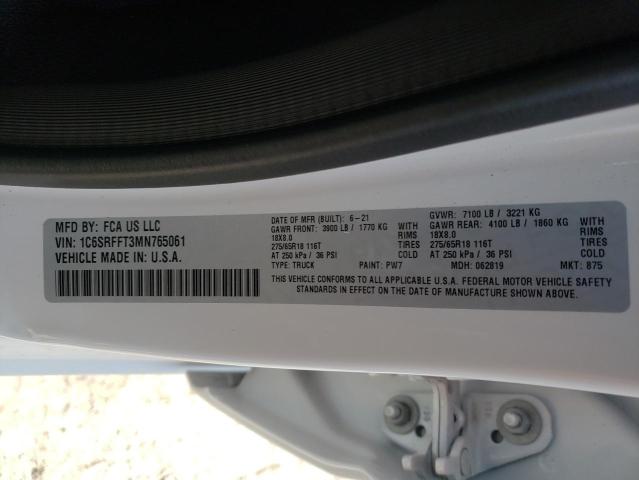 MFD BY: FCA US LLC
VIN: 1C6SRFFT3MN765061
VEHICLE MADE IN: U.S.A.
DATE OF MFR (BUILT): 6-21 GVWR: 7100 LB / 3221 KG
GAWR FRONT: 3900 LB / 1770 KG WITH GAWR REAR: 4100 LB / 1860 KG WITH
18X8.0 RIMS 18X8.0 RIMS
275/65R18 116T TIRES 275/65R18 116T TIRES
AT 250 kPa / 36 PSI COLD AT 250 kPa / 36 PSI COLD
TYPE: TRUCK PAINT: PW7 MDH: 062819 MKT: 875
THIS VEHICLE CONFORMS TO ALL APPLICABLE U.S.A. FEDERAL MOTOR VEHICLE SAFETY
STANDARDS IN EFFECT ON THE DATE OF MANUFACTURE SHOWN ABOVE.